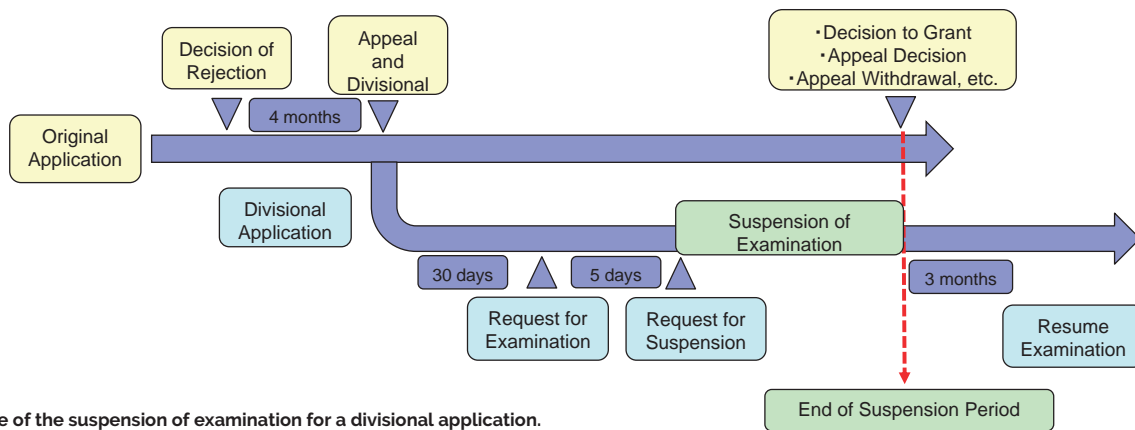 Decision of
Rejection
Appeal
and
Divisional
・Decision to Grant
・Appeal Decision
・Appeal Withdrawal, etc.
4 months
Original
Application
Divisional
Application
Suspension of
Examination
30 days
5 days
3 months
Request for
Examination
Request for
Suspension
Resume
Examination
End of Suspension Period
e of the suspension of examination for a divisional application.